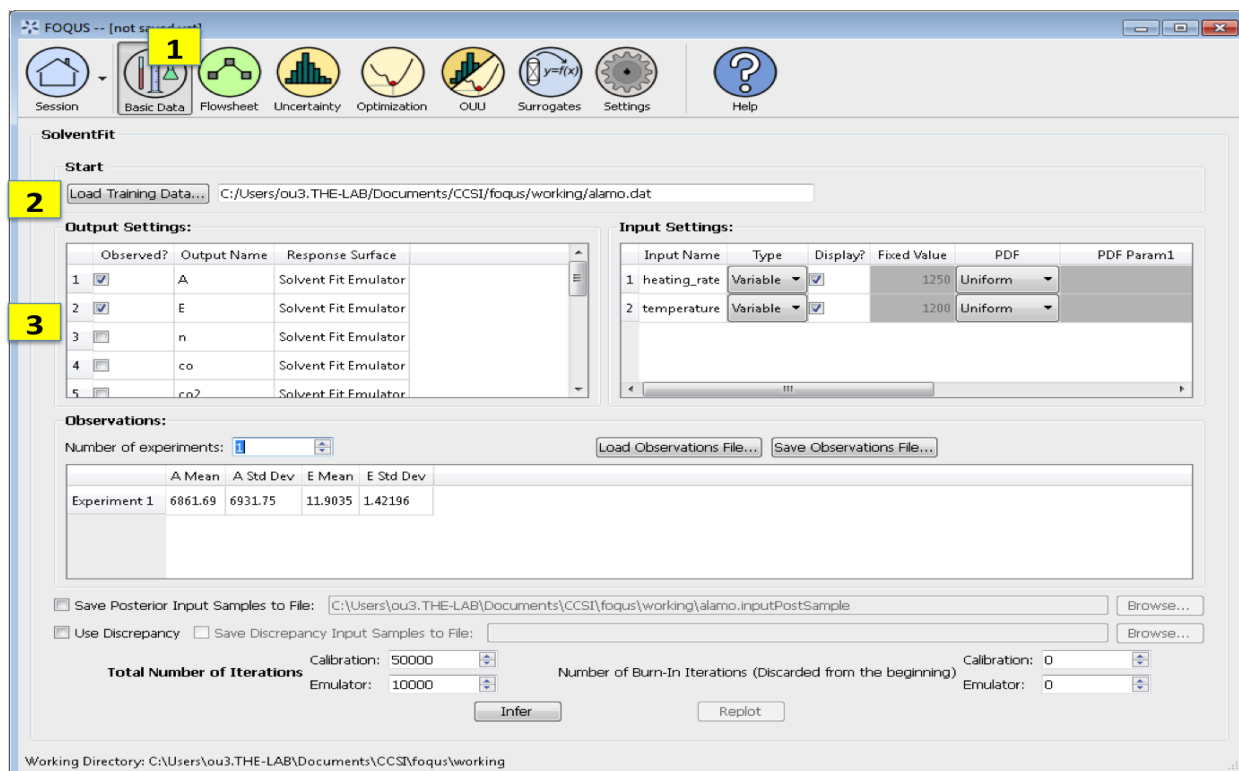 FOQUS -- [not saved yet]
1
Session
Basic Data
Flowsheet
Uncertainty
Optimization
OUU
y=f(x)
Surrogates
Settings
Help
SolventFit
Start
2
Load Training Data... C:/Users/ou3.THE-LAB/Documents/CCSI/foqus/working/alamo.dat
Output Settings:
Observed? Output Name Response Surface
1 A Solvent Fit Emulator
2 E Solvent Fit Emulator
3
3 n Solvent Fit Emulator
4 co Solvent Fit Emulator
5 co2 Solvent Fit Emulator
Input Settings:
Input Name Type Display? Fixed Value PDF PDF Param1
1 heating_rate Variable 1250 Uniform
2 temperature Variable 1200 Uniform
Observations:
Number of experiments: 1 Load Observations File... Save Observations File...
A Mean A Std Dev E Mean E Std Dev
Experiment 1 6861.69 6931.75 11.9035 1.42196
Save Posterior Input Samples to File: C:\Users\ou3.THE-LAB\Documents\CCSI\foqus\working\alamo.inputPostSample Browse...
Use Discrepancy Save Discrepancy Input Samples to File: Browse...
Total Number of Iterations
Calibration: 50000
Emulator: 10000
Number of Burn-In Iterations (Discarded from the beginning)
Calibration: 0
Emulator: 0
Infer Replot
Working Directory: C:\Users\ou3.THE-LAB\Documents\CCSI\foqus\working